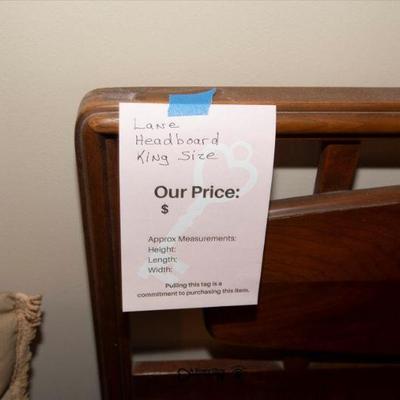 Lane
Headboard
King Size
Our Price:
$
Approx Measurements:
Height:
Length:
Width:
Pulling this tag is a
commitment to purchasing this item.